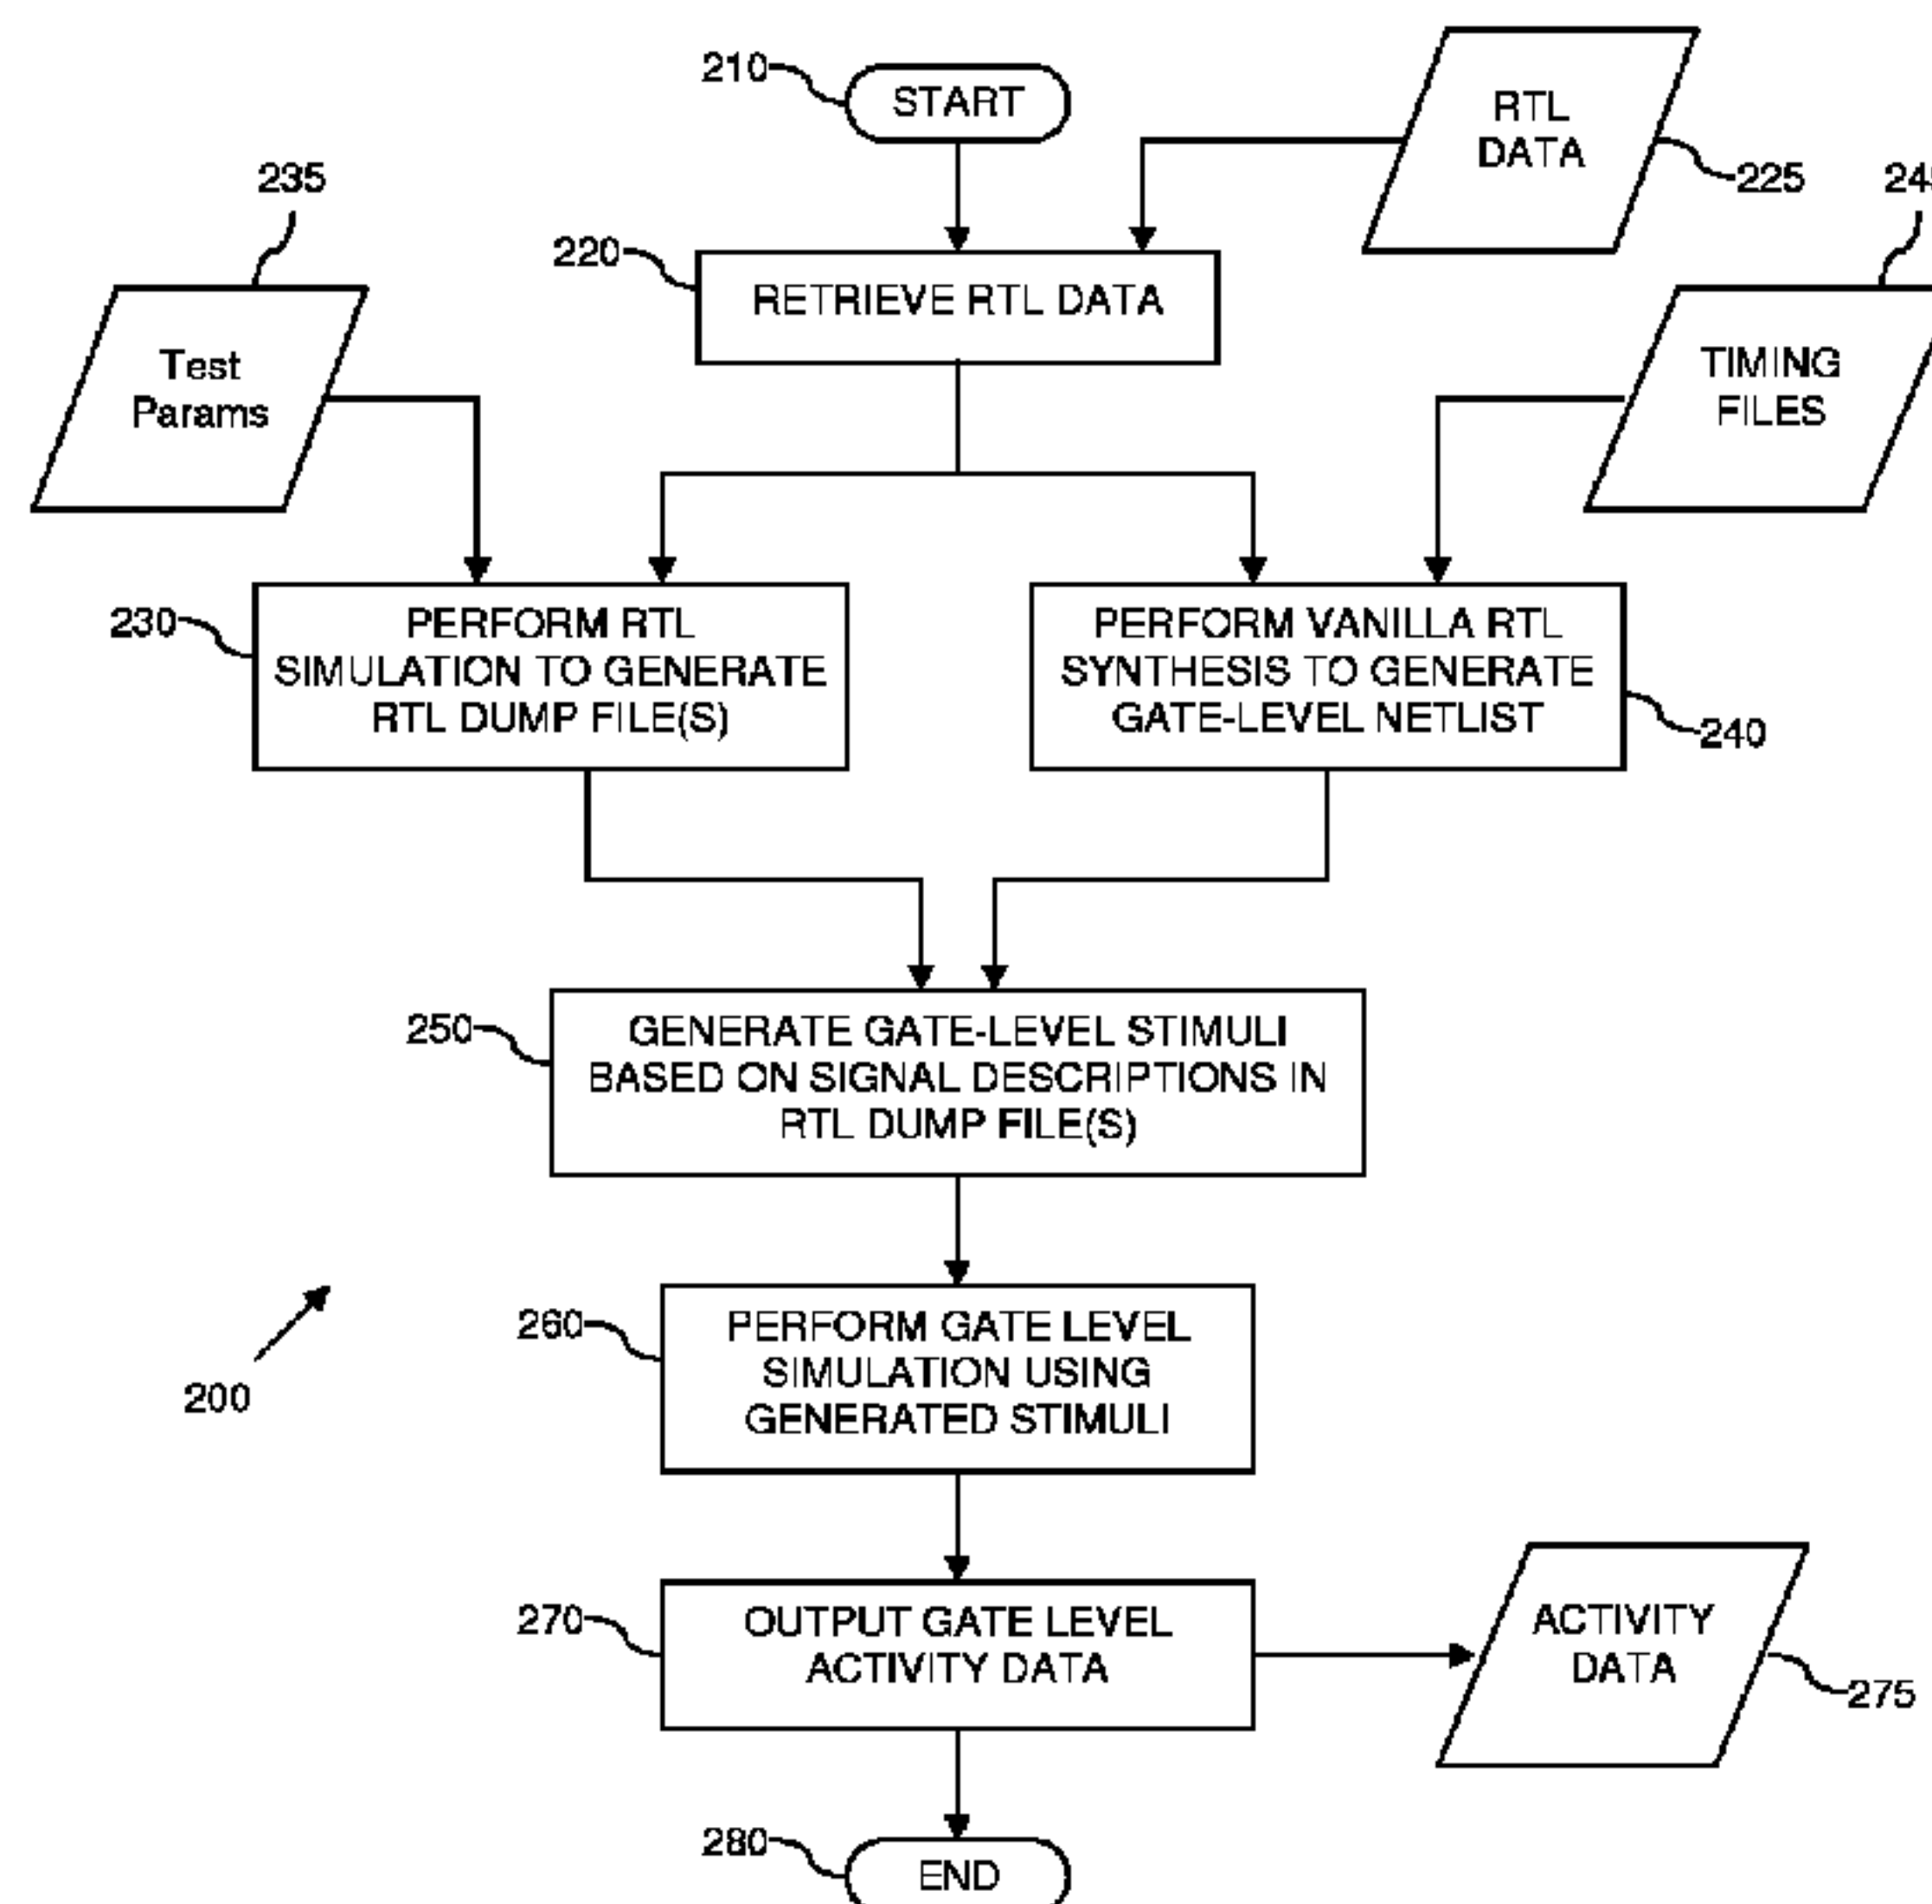 210
START
RTL
DATA
225
235
220
RETRIEVE RTL DATA
Test
Params
TIMING
FILES
230
PERFORM RTL
SIMULATION TO GENERATE
RTL DUMP FILE(S)
PERFORM VANILLA RTL
SYNTHESIS TO GENERATE
GATE-LEVEL NETLIST
240
250
GENERATE GATE-LEVEL STIMULI
BASED ON SIGNAL DESCRIPTIONS IN
RTL DUMP FILE(S)
200
260
PERFORM GATE LEVEL
SIMULATION USING
GENERATED STIMULI
270
OUTPUT GATE LEVEL
ACTIVITY DATA
ACTIVITY
DATA
275
280
END